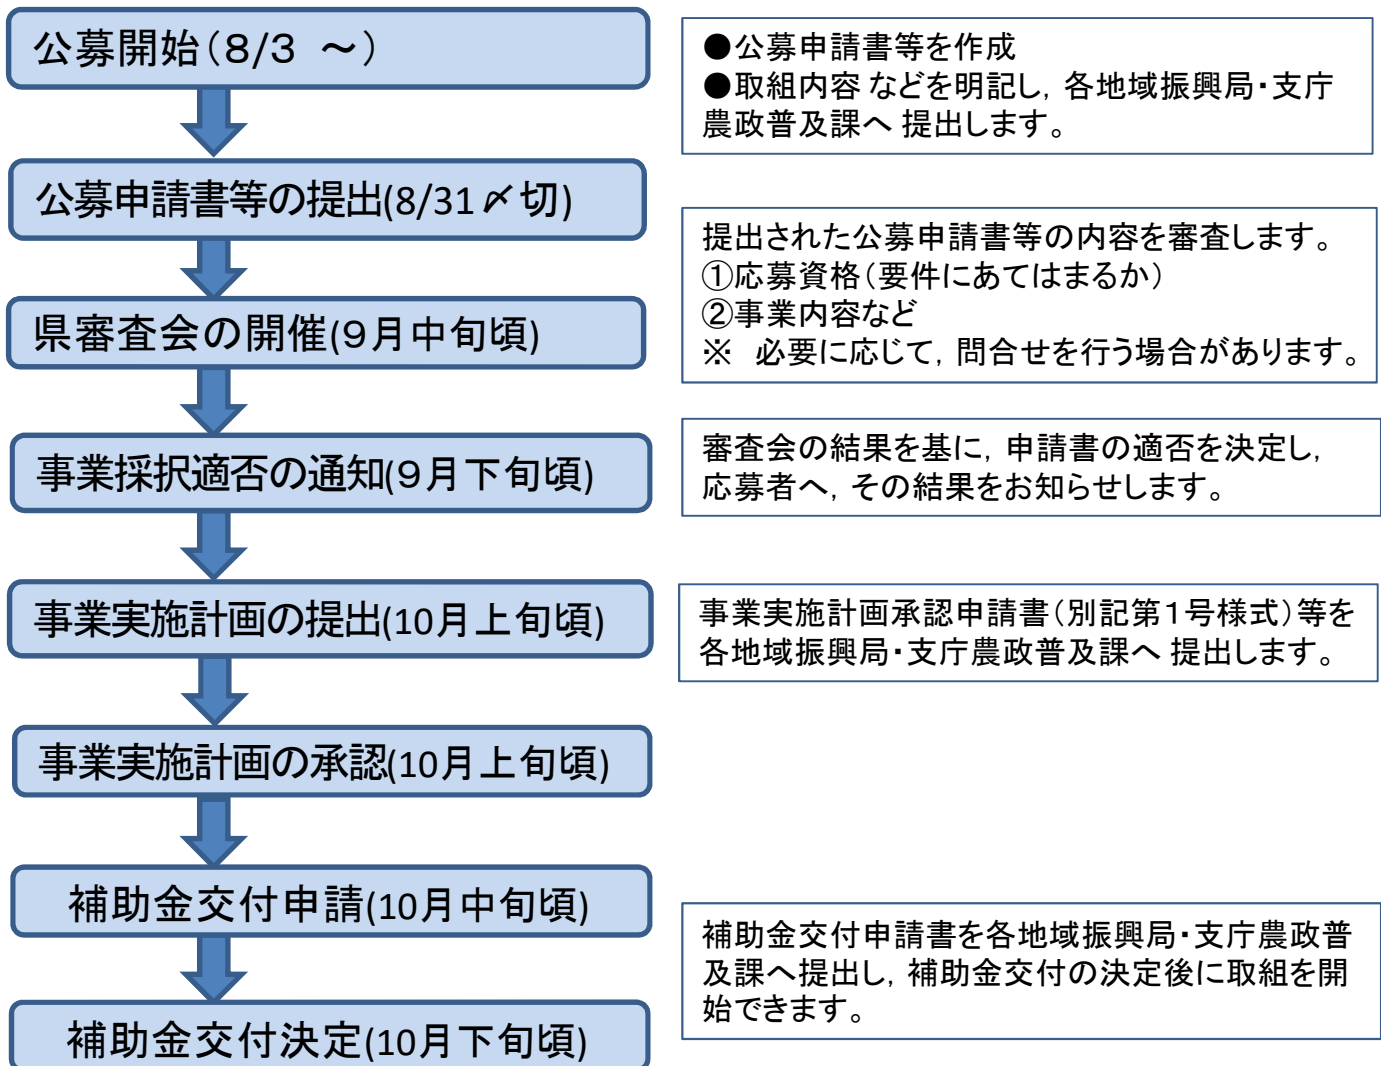 公募開始(8/3 ～)
●公募申請書等を作成
●取組内容 などを明記し，各地域振興局・支庁
農政普及課へ 提出します。
公募申請書等の提出(8/31〆切)
提出された公募申請書等の内容を審査します。
①応募資格(要件にあてはまるか)
②事業内容など
※ 必要に応じて，問合せを行う場合があります。
県審査会の開催(9月中旬頃)
事業採択適否の通知(9月下旬頃)
審査会の結果を基に，申請書の適否を決定し，
応募者へ，その結果をお知らせします。
事業実施計画の提出(10月上旬頃)
事業実施計画承認申請書(別記第1号様式)等を
各地域振興局・支庁農政普及課へ 提出します。
事業実施計画の承認(10月上旬頃)
補助金交付申請(10月中旬頃)
補助金交付申請書を各地域振興局・支庁農政普
及課へ提出し，補助金交付の決定後に取組を開
始できます。
補助金交付決定(10月下旬頃)